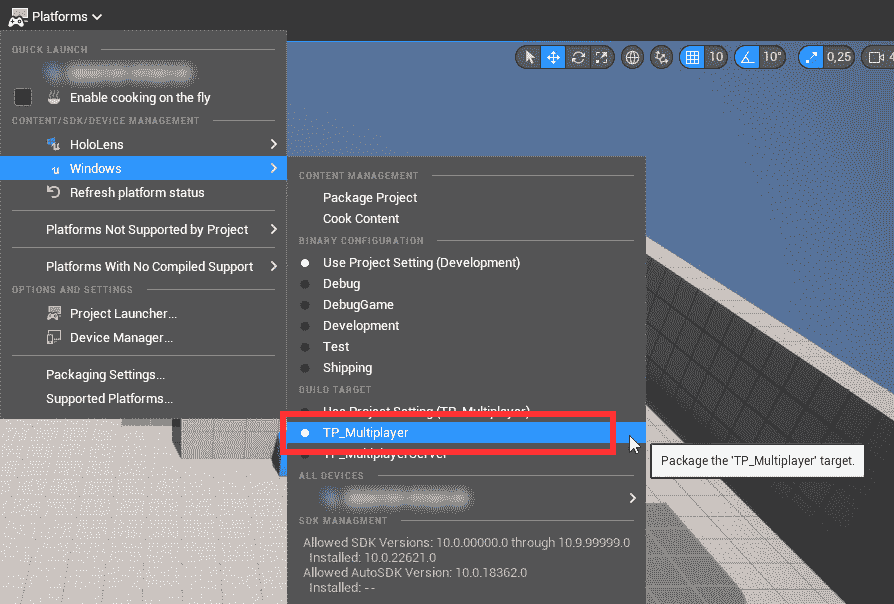 Platforms
QUICK LAUNCH
Enable cooking on the fly
CONTENT/SDK/DEVICE MANAGEMENT
HoloLens
Windows
Refresh platform status
Platforms Not Supported by Project
Platforms With No Compiled Support
OPTIONS AND SETTINGS
Project Launcher...
Device Manager...
Packaging Settings...
Supported Platforms...
10
10°
0,25
4
CONTENT MANAGEMENT
Package Project
Cook Content
BINARY CONFIGURATION
Use Project Setting (Development)
Debug
DebugGame
Development
Test
Shipping
BUILD TARGET
Use Project Setting (TP_Multiplayer)
TP_Multiplayer
TP_MultiplayerServer
ALL DEVICES
SDK MANAGMENT
Allowed SDK Versions: 10.0.00000.0 through 10.9.99999.0
Installed: 10.0.22621.0
Allowed AutoSDK Version: 10.0.18362.0
Installed: --
Package the 'TP_Multiplayer' target.